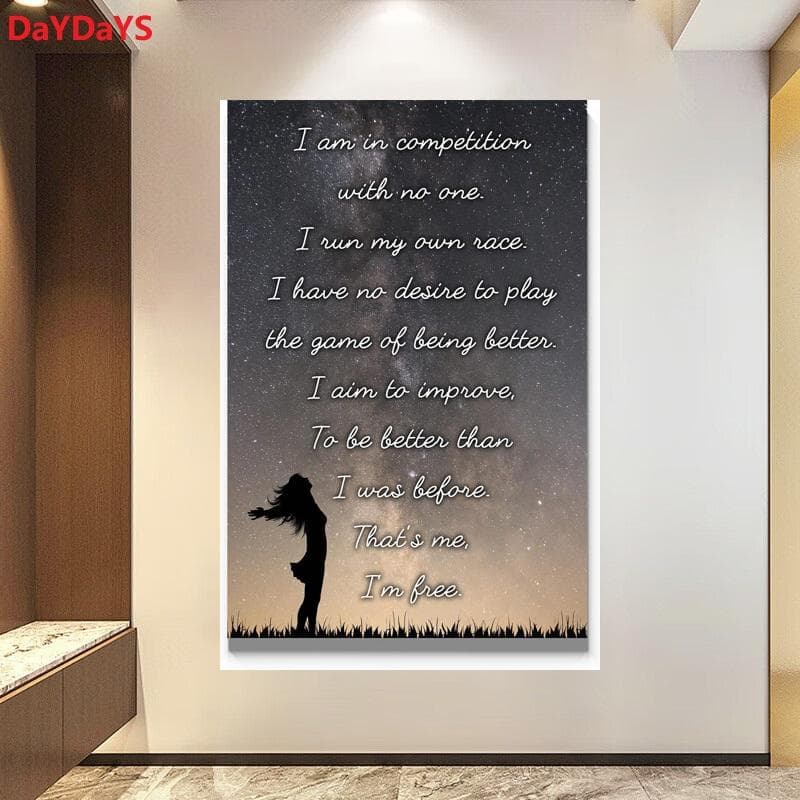 DaYDaYS
I am in competition
with no one.
I run my own race.
I have no desire to play
the game of being better.
I aim to improve,
To be better than
I was before.
That's me,
I'm free.